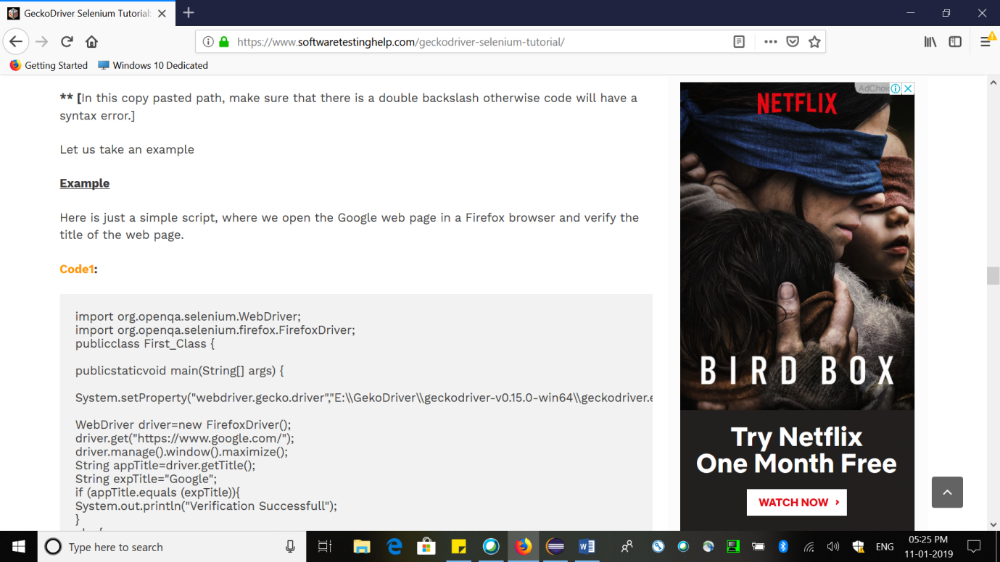 GeckoDriver Selenium Tutorial:
https://www.softwaretestinghelp.com/geckodriver-selenium-tutorial/
Getting Started
Windows 10 Dedicated
** [In this copy pasted path, make sure that there is a double backslash otherwise code will have a
syntax error.]
Let us take an example
Example
Here is just a simple script, where we open the Google web page in a Firefox browser and verify the
title of the web page.
Code1:
import org.openqa.selenium.WebDriver;
import org.openqa.selenium.firefox.FirefoxDriver;
publicclass First_Class {
publicstaticvoid main(String[] args) {
System.setProperty("webdriver.gecko.driver","E:\\GekoDriver\\geckodriver-v0.15.0-win64\\geckodriver.e
WebDriver driver=new FirefoxDriver();
driver.get("https://www.google.com/");
driver.manage().window().maximize();
String appTitle=driver.getTitle();
String expTitle="Google";
if (appTitle.equals (expTitle)){
System.out.println("Verification Successfull");
}
AdChoi
NETFLIX
BIRD BOX
Try Netflix
One Month Free
WATCH NOW
Type here to search
ENG
05:25 PM
11-01-2019